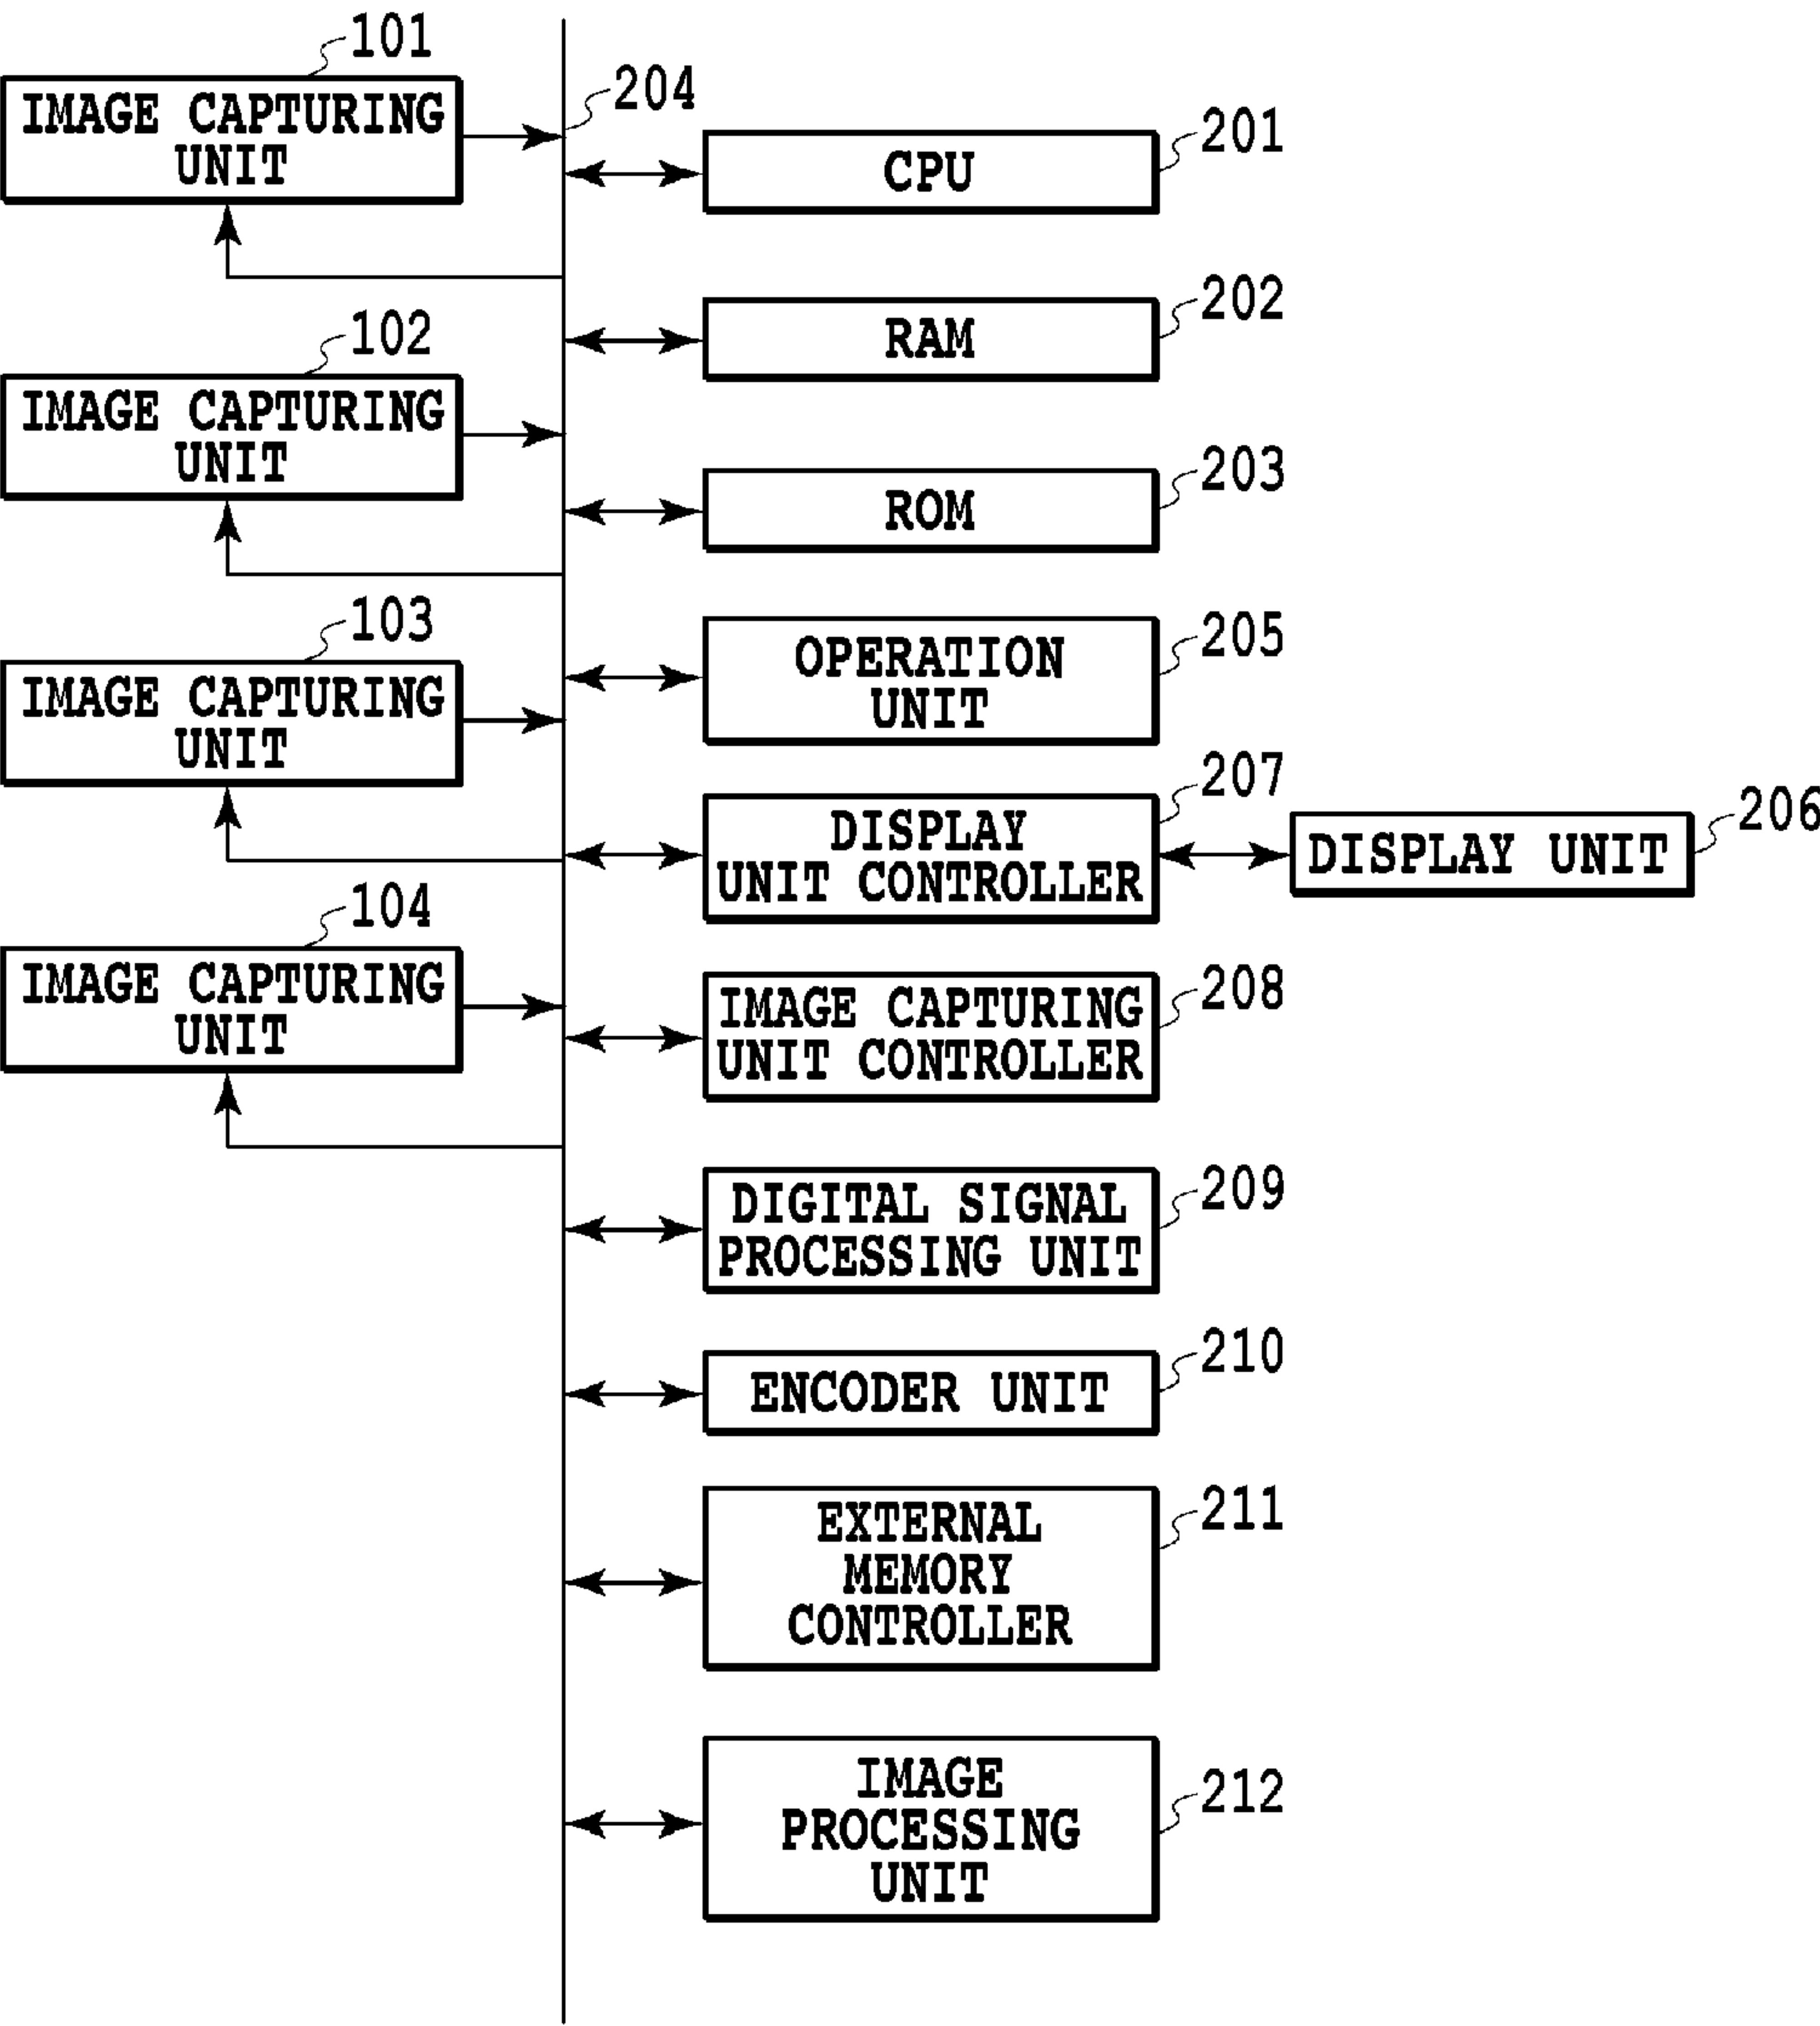 101
IMAGE CAPTURING
UNIT
204
201
CPU
202
RAM
102
IMAGE CAPTURING
UNIT
203
ROM
103
IMAGE CAPTURING
UNIT
205
OPERATION
UNIT
207
DISPLAY
UNIT CONTROLLER
206
DISPLAY UNIT
104
IMAGE CAPTURING
UNIT
208
IMAGE CAPTURING
UNIT CONTROLLER
209
DIGITAL SIGNAL
PROCESSING UNIT
210
ENCODER UNIT
211
EXTERNAL
MEMORY
CONTROLLER
212
IMAGE
PROCESSING
UNIT